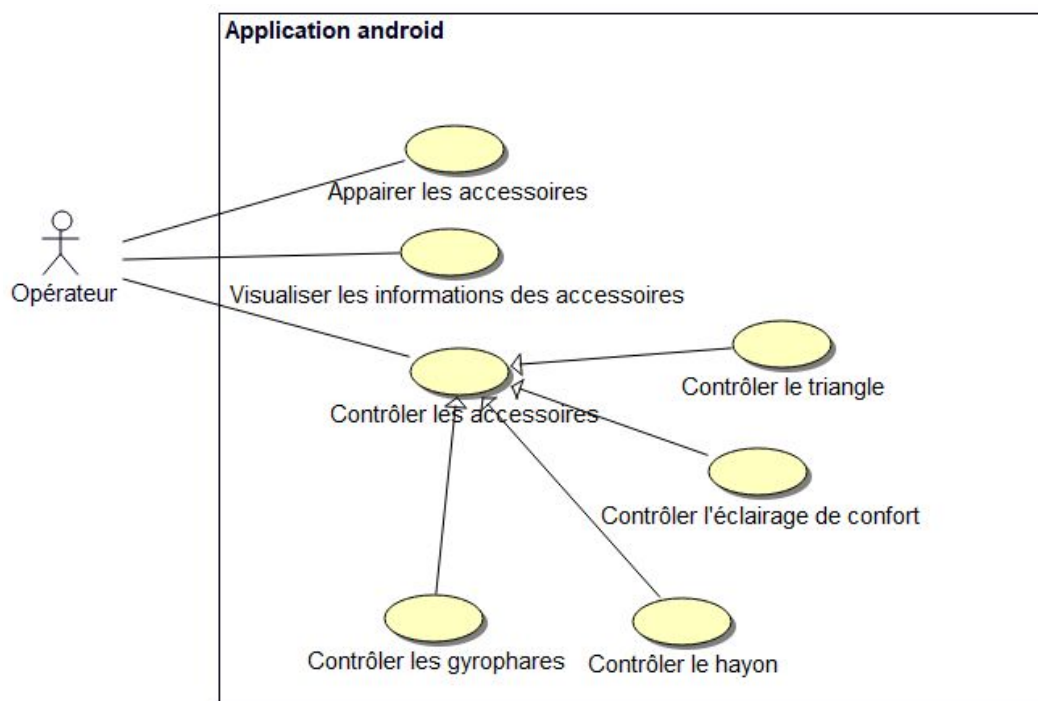 Application android
Appairer les accessoires
Opérateur
Visualiser les informations des accessoires
Contrôler le triangle
Contrôler les accessoires
Contrôler l'éclairage de confort
Contrôler les gyrophares
Contrôler le hayon